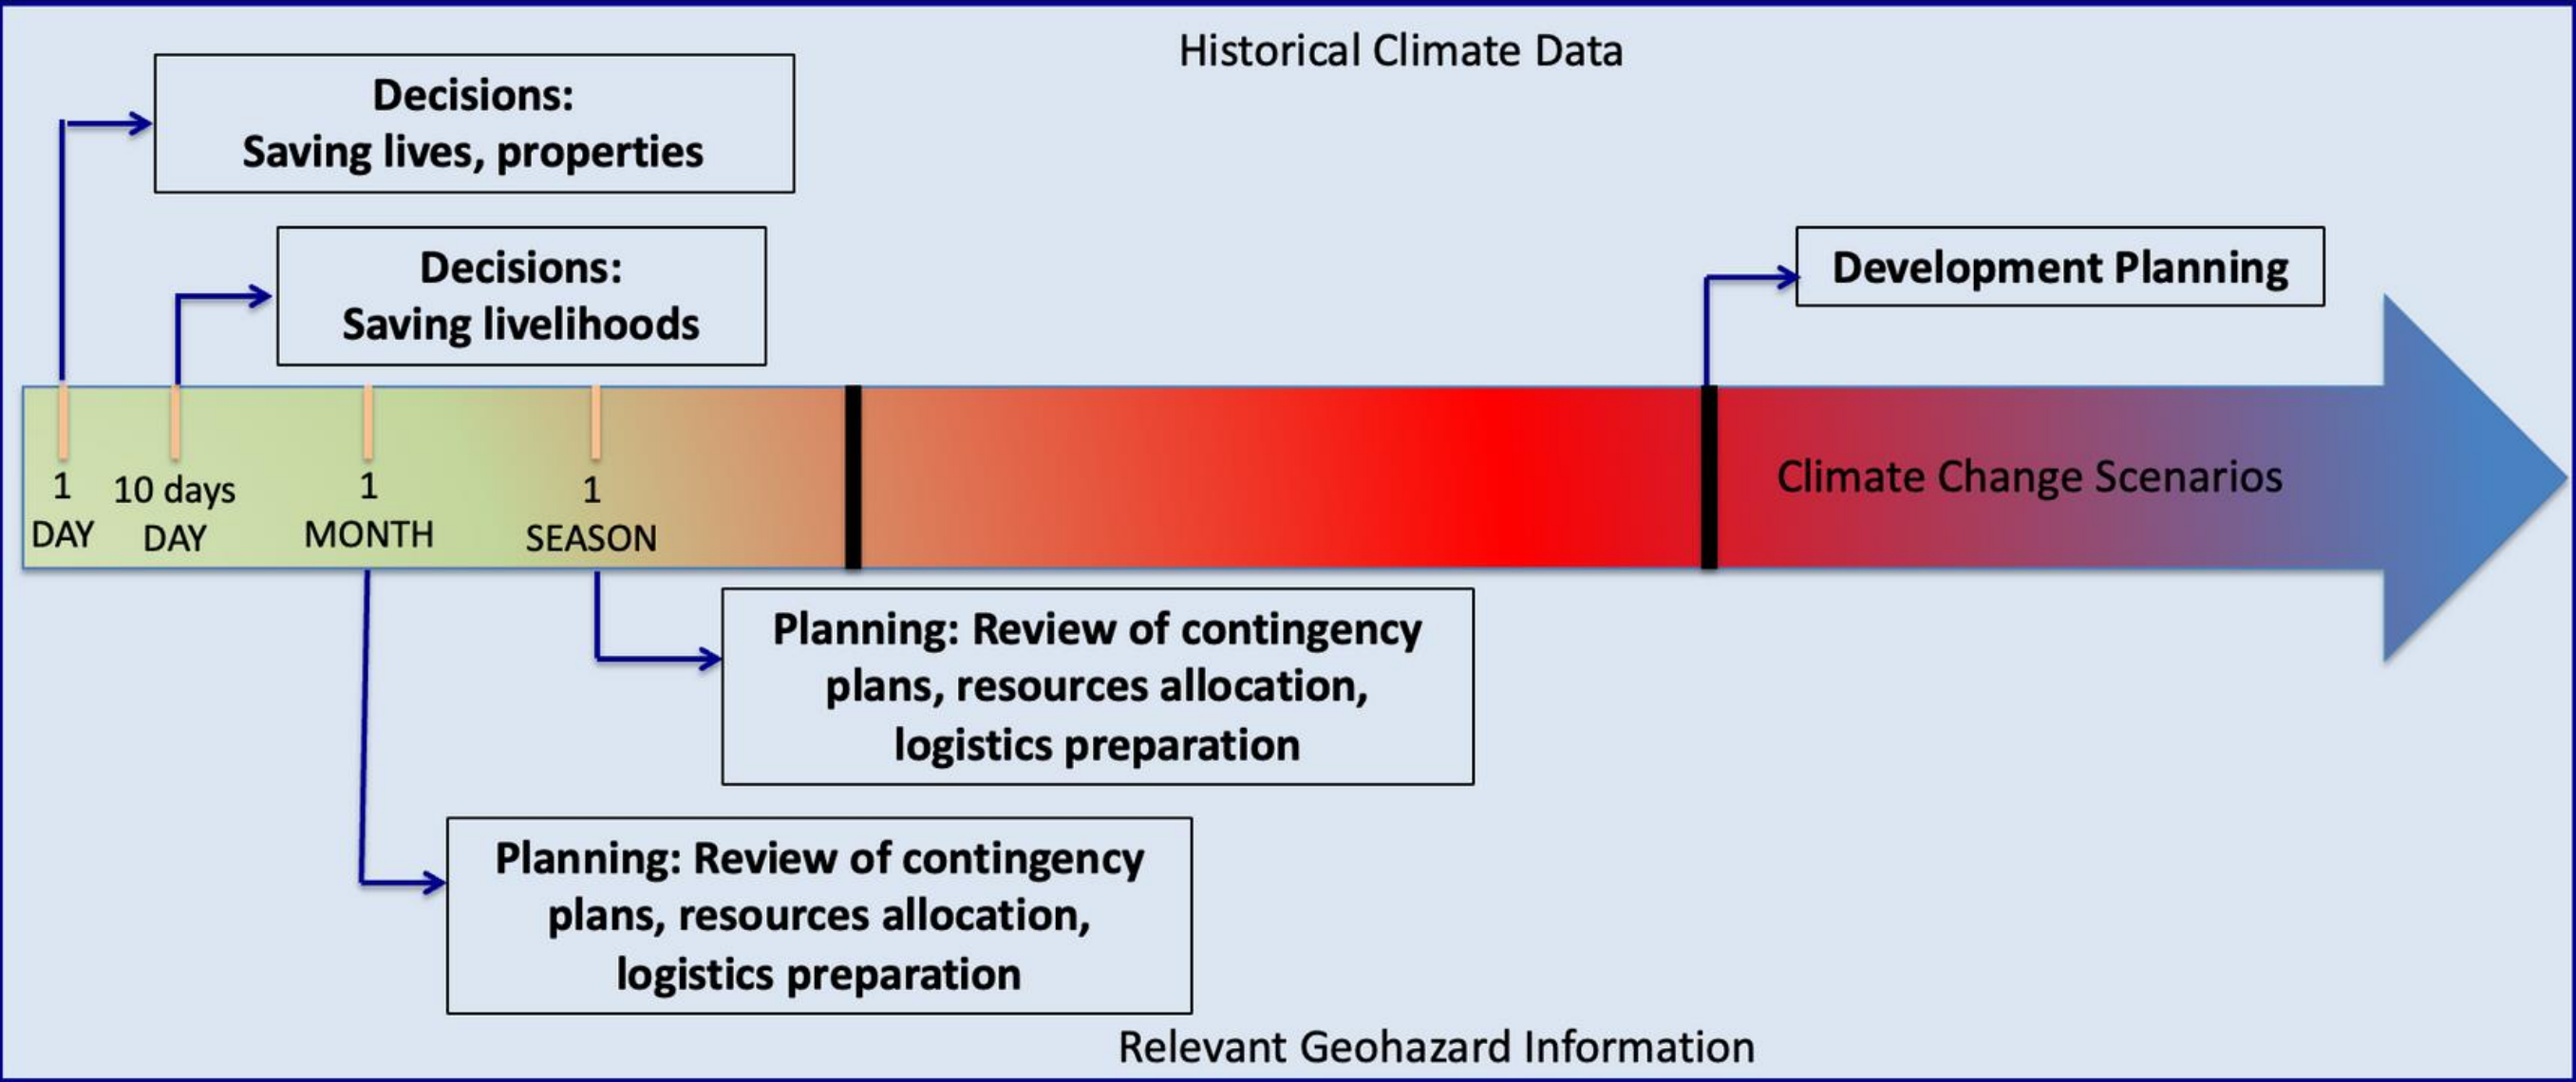 Historical Climate Data
Decisions:
Saving lives, properties
Decisions:
Saving livelihoods
Development Planning
1
DAY
10 days
DAY
1
MONTH
1
SEASON
Climate Change Scenarios
Planning: Review of contingency
plans, resources allocation,
logistics preparation
Planning: Review of contingency
plans, resources allocation,
logistics preparation
Relevant Geohazard Information